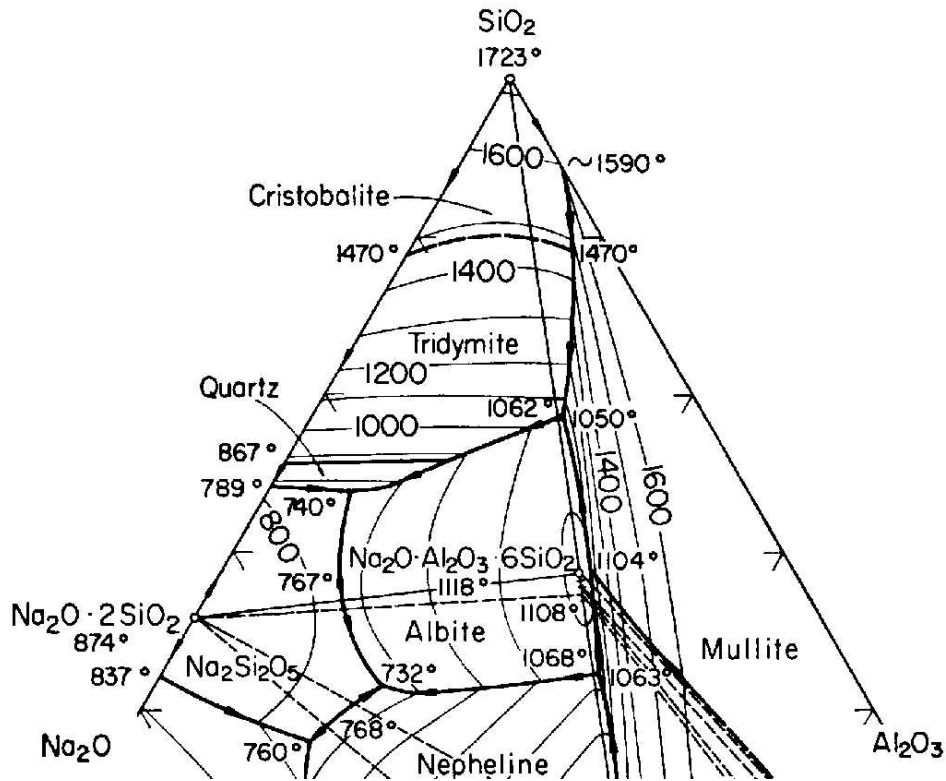 SiO₂
1723°
1600
~1590°
Cristobalite
1470°
1470°
1400
Tridymite
1200
Quartz
1062°
1050°
1000
867°
789°
740°
1400
1600
800
Na₂O·Al₂O₃·6SiO₂
1104°
767°
1118°
1108°
Na₂O·2SiO₂
874°
Albite
Mullite
837°
Na₂Si₂O₅
732°
1068°
1063°
Na₂O
760°
768°
Nepheline
Al₂O₃